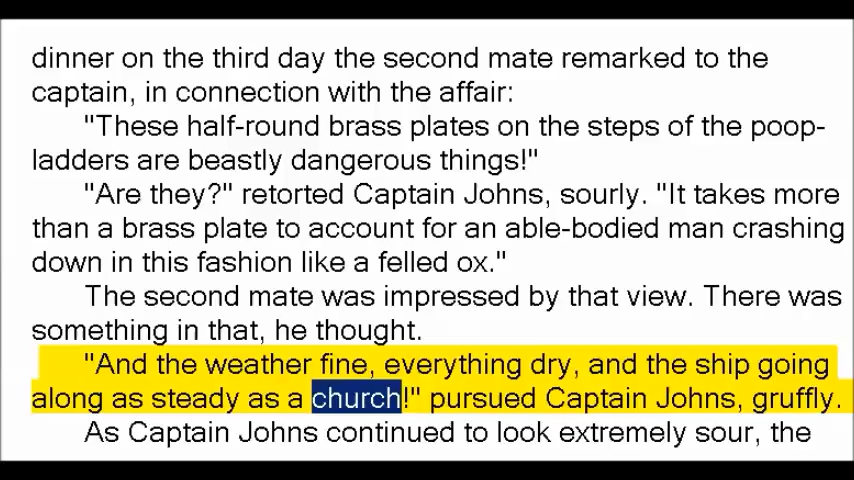 dinner on the third day the second mate remarked to the
captain, in connection with the affair:
"These half-round brass plates on the steps of the poop-
ladders are beastly dangerous things!"
"Are they?" retorted Captain Johns, sourly. "It takes more
than a brass plate to account for an able-bodied man crashing
down in this fashion like a felled ox."
The second mate was impressed by that view. There was
something in that, he thought.
"And the weather fine, everything dry, and the ship going
along as steady as a church!" pursued Captain Johns, gruffly.
As Captain Johns continued to look extremely sour, the